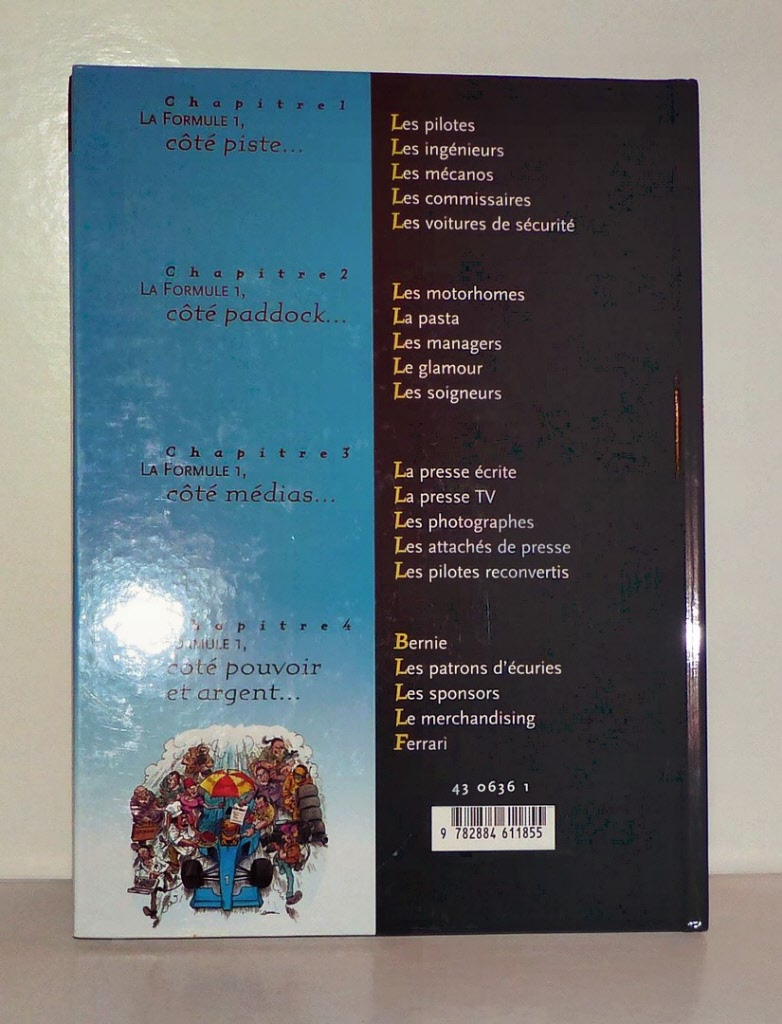 Chapitre 1
LA FORMULE 1,
côté piste...
Les pilotes
Les ingénieurs
Les mécanos
Les commissaires
Les voitures de sécurité
Chapitre 2
LA FORMULE 1,
côté paddock...
Les motorhomes
La pasta
Les managers
Le glamour
Les soigneurs
Chapitre 3
LA FORMULE 1,
côté médias...
La presse écrite
La presse TV
Les photographes
Les attachés de presse
Les pilotes reconvertis
Chapitre 4
FORMULE 1,
côté pouvoir
et argent...
Bernie
Les patrons d'écuries
Les sponsors
Le merchandising
Ferrari
43 0636 1
9 782884 611855
1